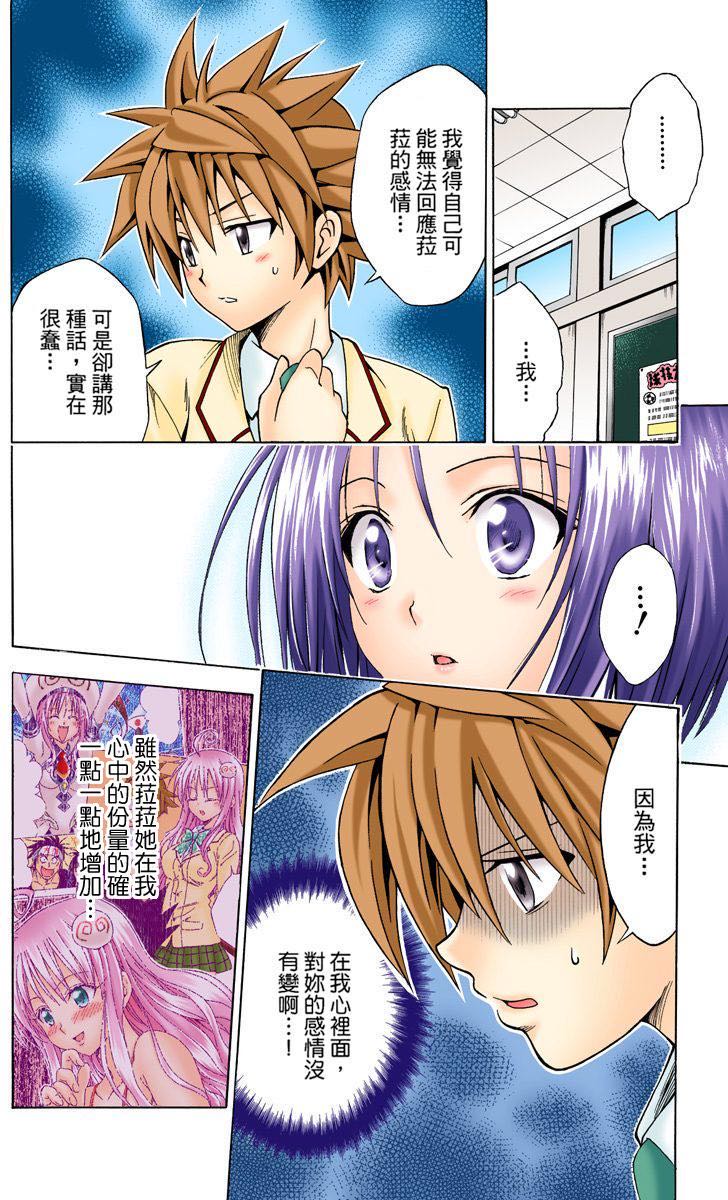 ………
…我…
我覺得自己可
能無法回應菈
菈的感情…
可是卻講那
種話，實在
很蠢…
…！
因為我…
雖然菈菈她在我
心中的份量的確
一點一點地增加…
在我心裡面，
對妳的感情沒
有變啊…！